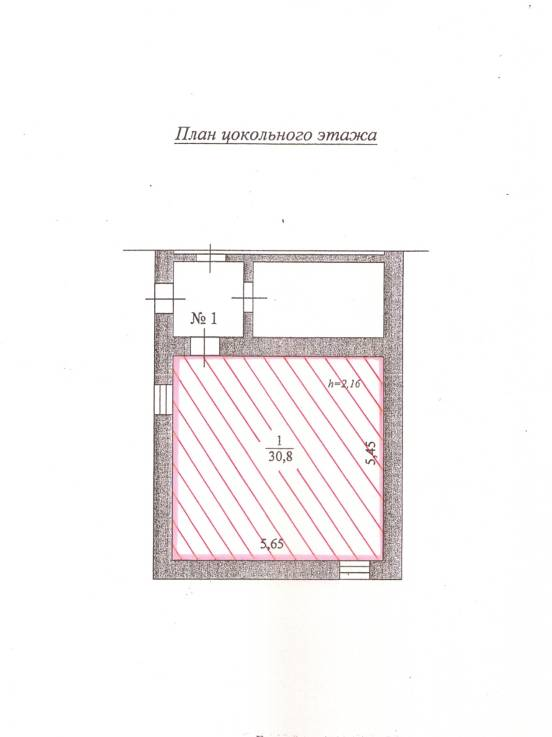 План цокольного этажа
№ 1
h=2,16
1
30,8
5,45
5,65